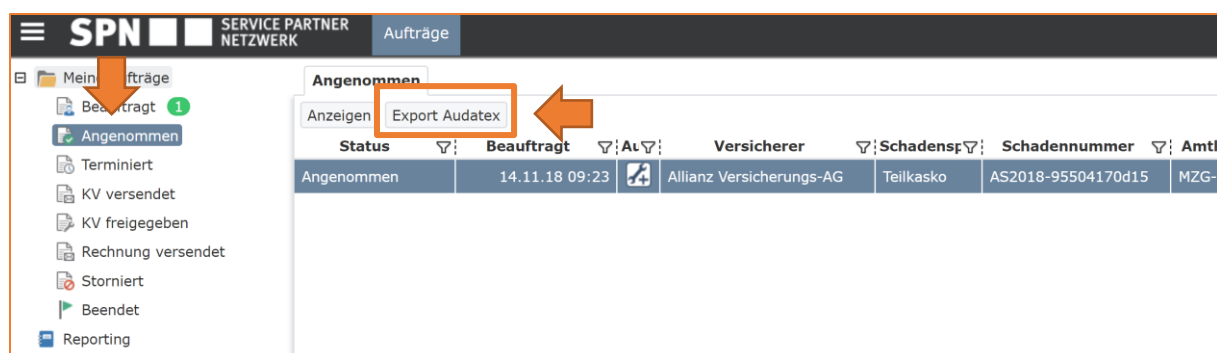 SPN SERVICE PARTNER
NETZWERK
Aufträge
Angenommen
Beauftragt 1
Angenommen
Terminiert
KV versendet
KV freigegeben
Rechnung versendet
Storniert
Beendet
Reporting
Anzeigen Export Audatex
Status Beauftragt Versicherer Schadennummer
Angenommen 14.11.18 09:23 Allianz Versicherungs-AG Teilkasko AS2018-95504170d15 MZG-